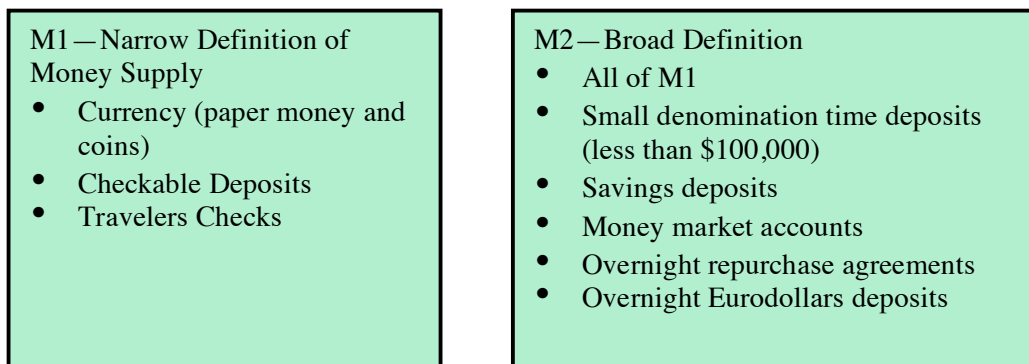 M1—Narrow Definition of
Money Supply
• Currency (paper money and
coins)
• Checkable Deposits
• Travelers Checks
M2—Broad Definition
• All of M1
• Small denomination time deposits
(less than $100,000)
• Savings deposits
• Money market accounts
• Overnight repurchase agreements
• Overnight Eurodollars deposits